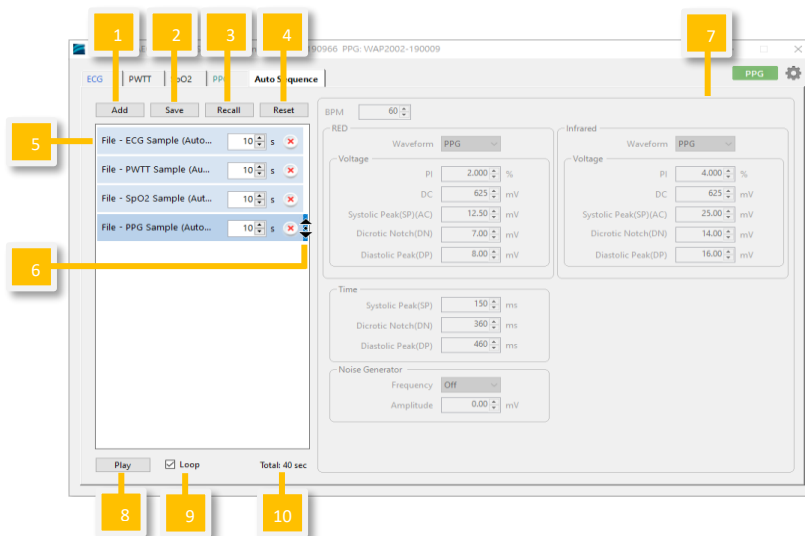 1 2 3 4 7
190966 PPG: WAP2002-190009
ECG PWTT SpO2 PPG Auto Sequence PPG
Add Save Recall Reset
BPM 60
RED
Waveform PPG
Voltage
PI 2.000 %
DC 625 mV
Systolic Peak(SP)(AC) 12.50 mV
Dicrotic Notch(DN) 7.00 mV
Diastolic Peak(DP) 8.00 mV
Infrared
Waveform PPG
Voltage
PI 4.000 %
DC 625 mV
Systolic Peak(SP)(AC) 25.00 mV
Dicrotic Notch(DN) 14.00 mV
Diastolic Peak(DP) 16.00 mV
5
File - ECG Sample (Auto... 10 s
File - PWTT Sample (Au... 10 s
File - SpO2 Sample (Aut... 10 s
File - PPG Sample (Auto... 10 s
6
Time
Systolic Peak(SP) 150 ms
Dicrotic Notch(DN) 360 ms
Diastolic Peak(DP) 460 ms
Noise Generator
Frequency Off
Amplitude 0.00 mV
Play Loop Total: 40 sec
8 9 10